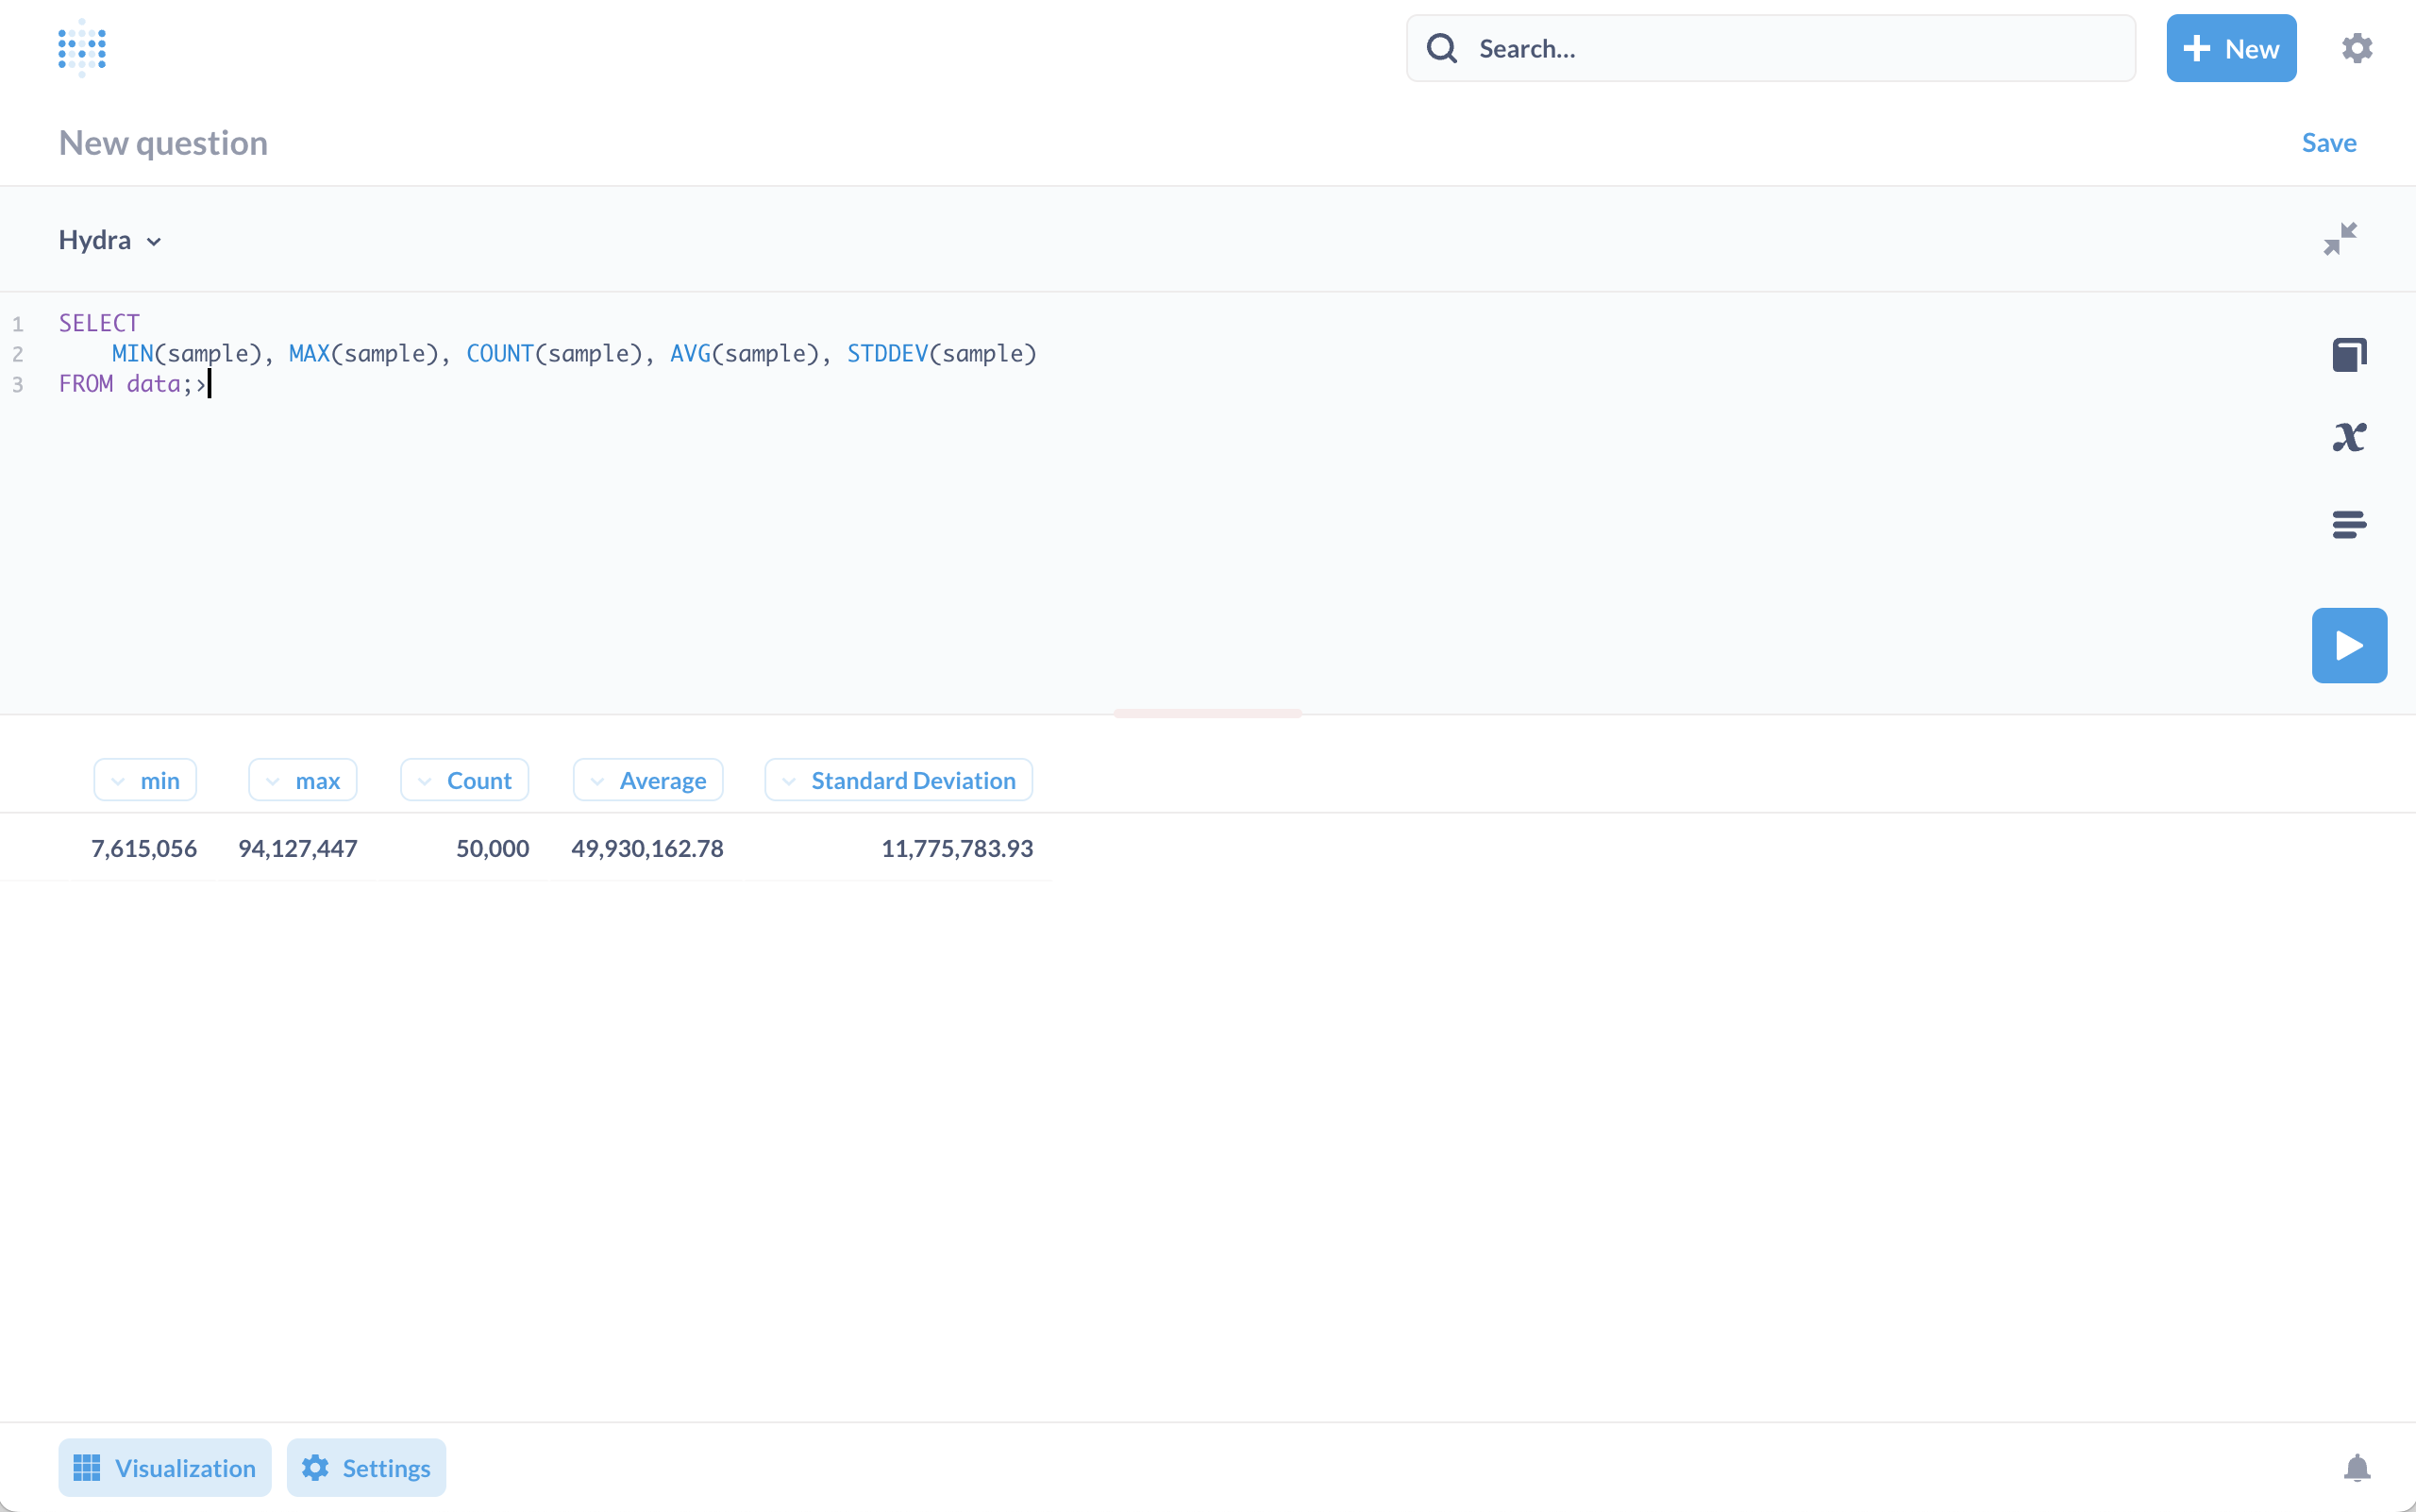 Search...
New
New question
Save
Hydra
1 SELECT
2 MIN(sample), MAX(sample), COUNT(sample), AVG(sample), STDDEV(sample)
3 FROM data;›
min max Count Average Standard Deviation
7,615,056 94,127,447 50,000 49,930,162.78 11,775,783.93
Visualization Settings